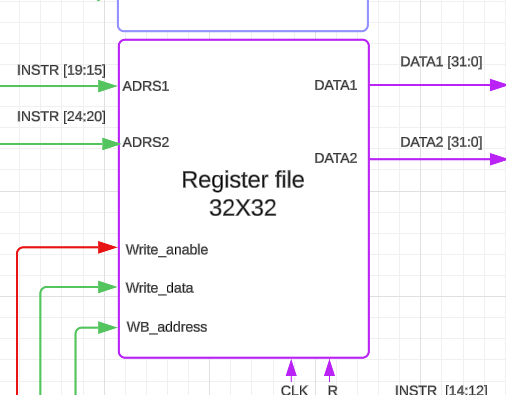 INSTR [19:15]
ADRS1
DATA1
DATA1 [31:0]
INSTR [24:20]
ADRS2
DATA2
DATA2 [31:0]
Register file
32X32
Write_anable
Write_data
WB_address
CLK
R
INSTR [14:12]